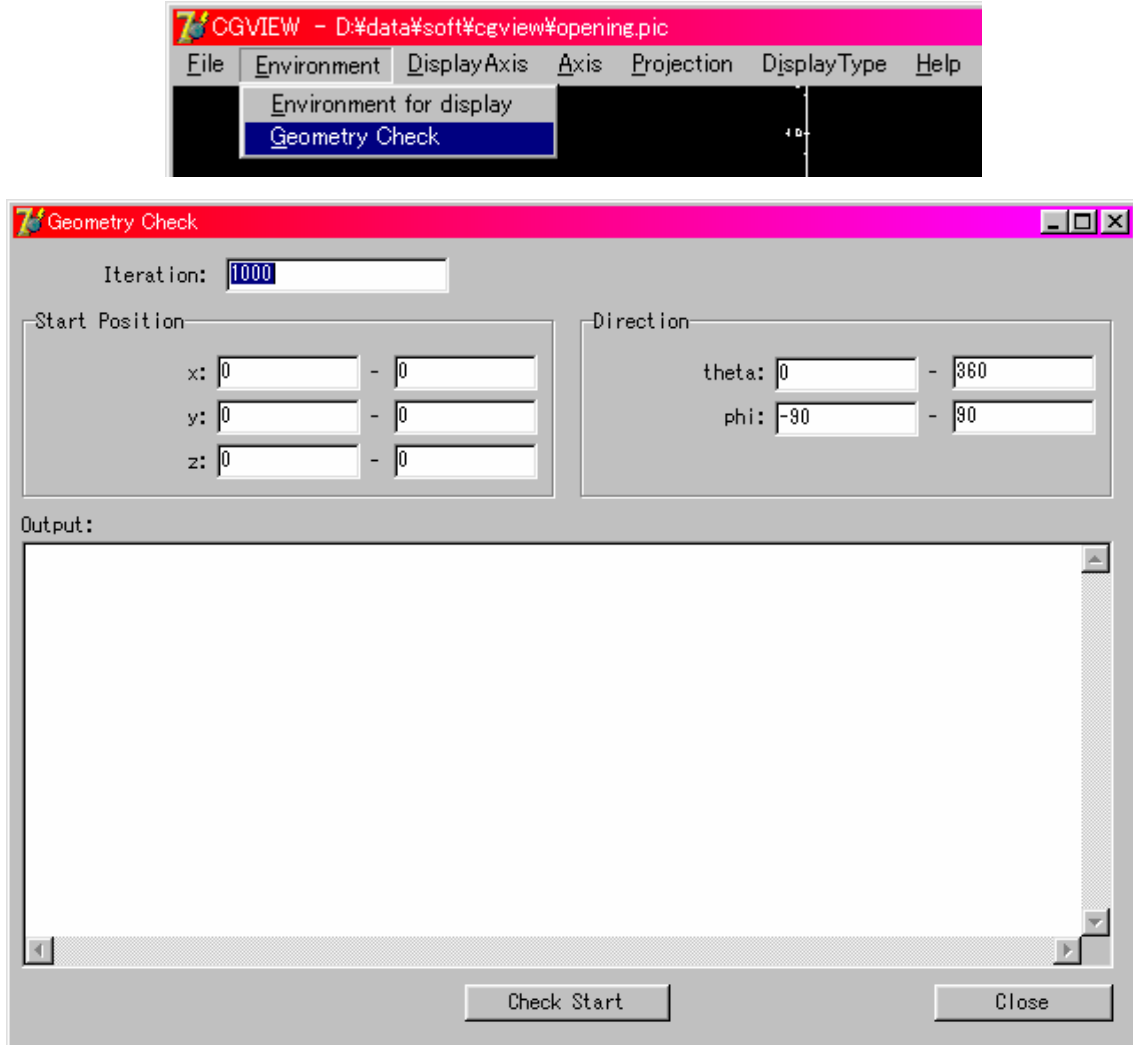 CGVIEW - D:¥data¥soft¥cgview¥opening.pic
File Environment DisplayAxis Axis Projection DisplayType Help
Environment for display
Geometry Check
Geometry Check
Iteration: 1000
Start Position
x: 0 - 0
y: 0 - 0
z: 0 - 0
Direction
theta: 0 - 360
phi: -90 - 90
Output:
Check Start Close